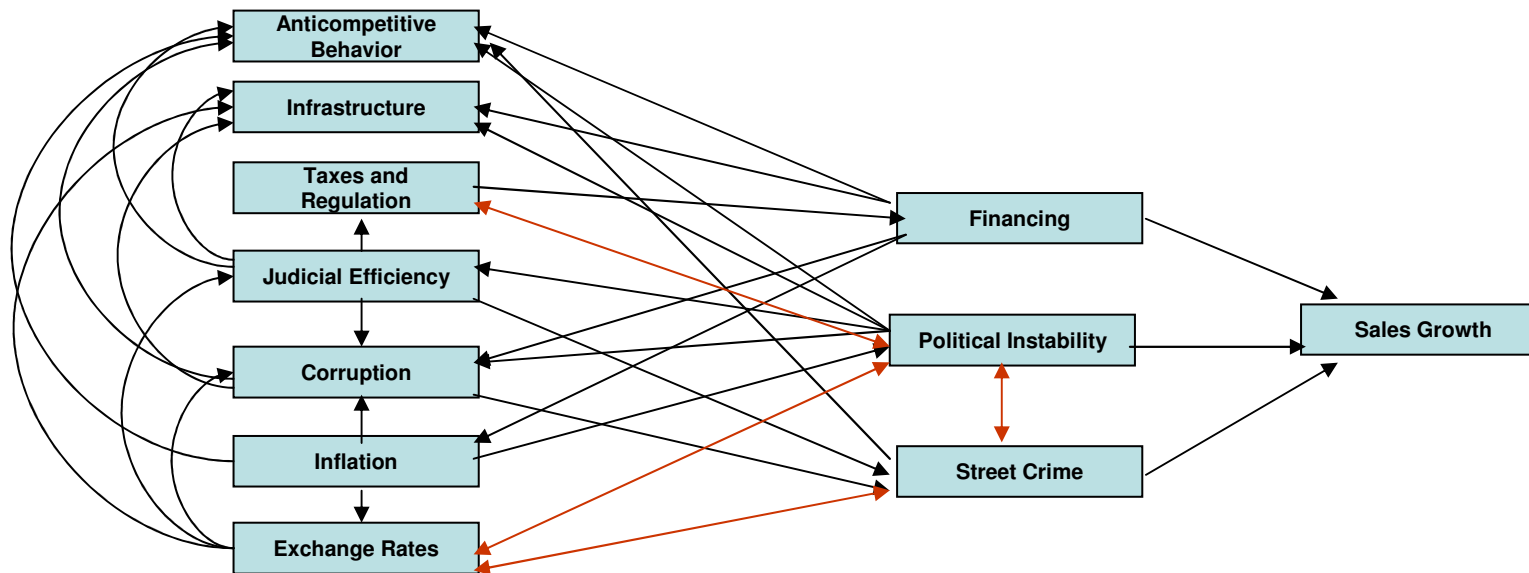 Anticompetitive
Behavior
Infrastructure
Taxes and
Regulation
Financing
Judicial Efficiency
Political Instability
Sales Growth
Corruption
Inflation
Street Crime
Exchange Rates